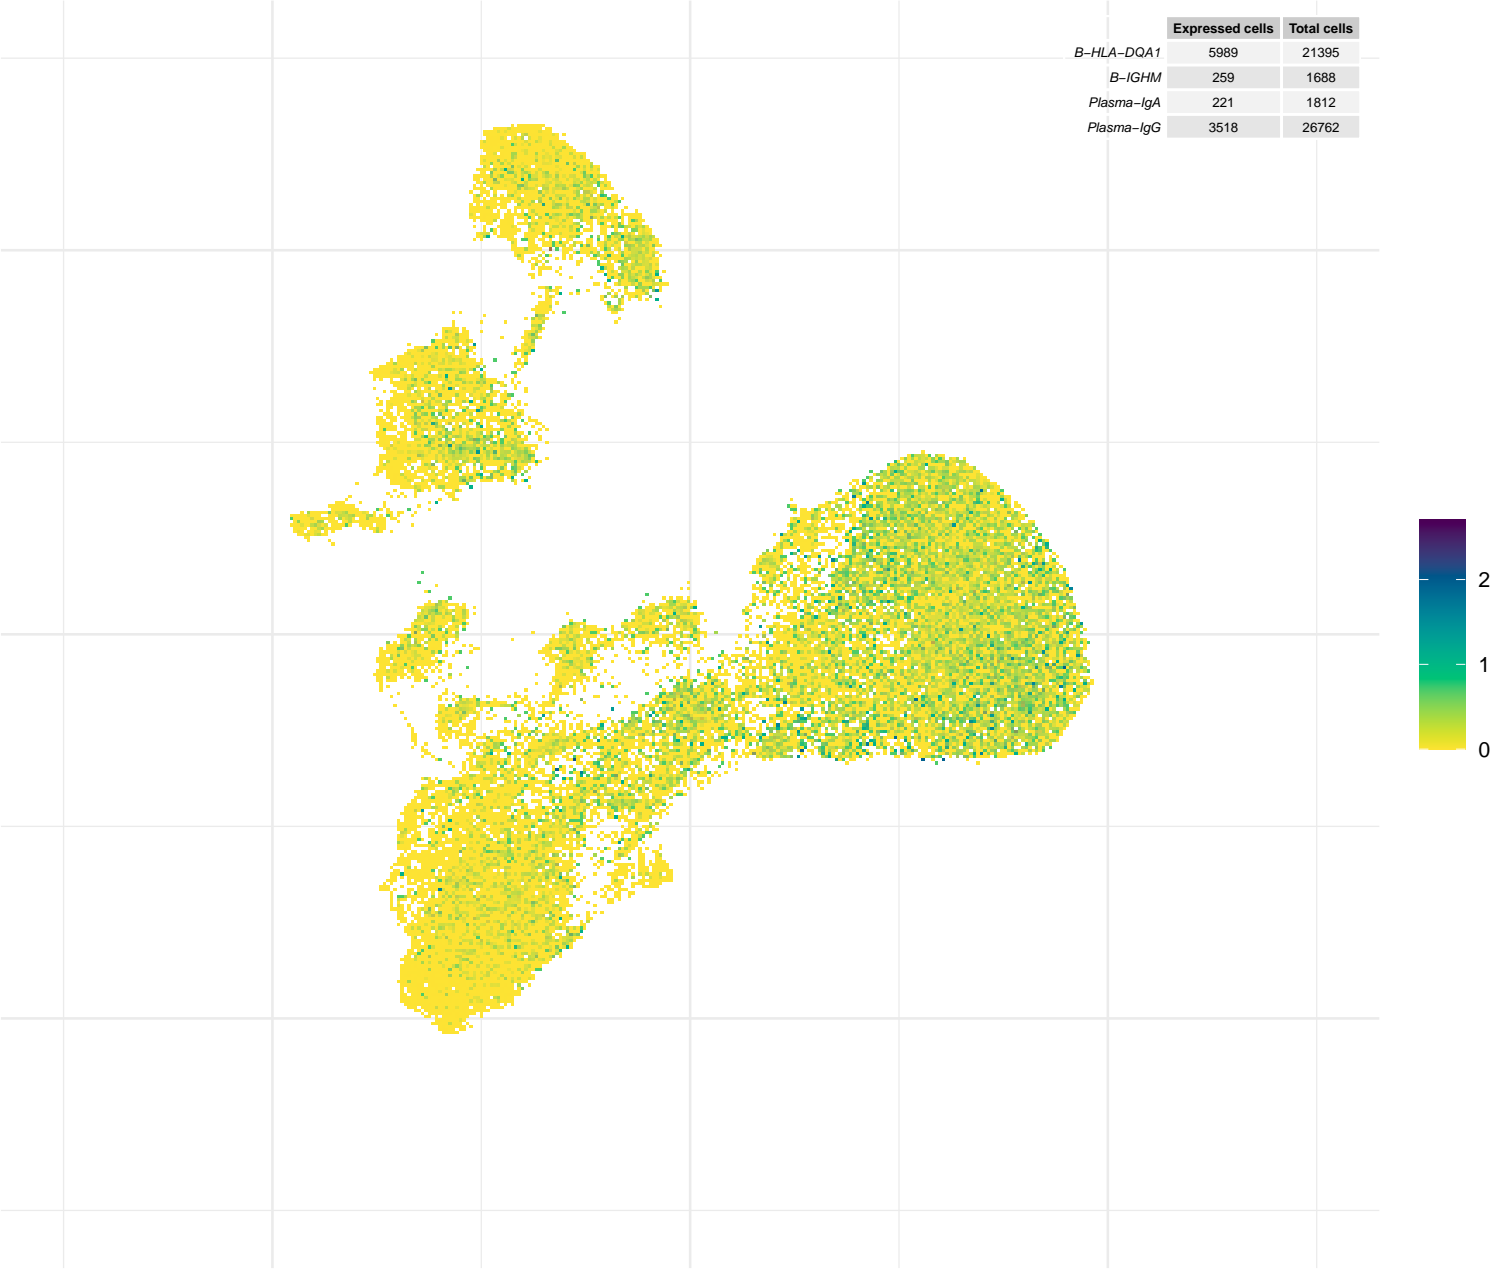 Expressed cells Total cells
B−HLA−DQA1 5989 21395
B−IGHM 259 1688
Plasma−IgA 221 1812
Plasma−IgG 3518 26762
2
1
0